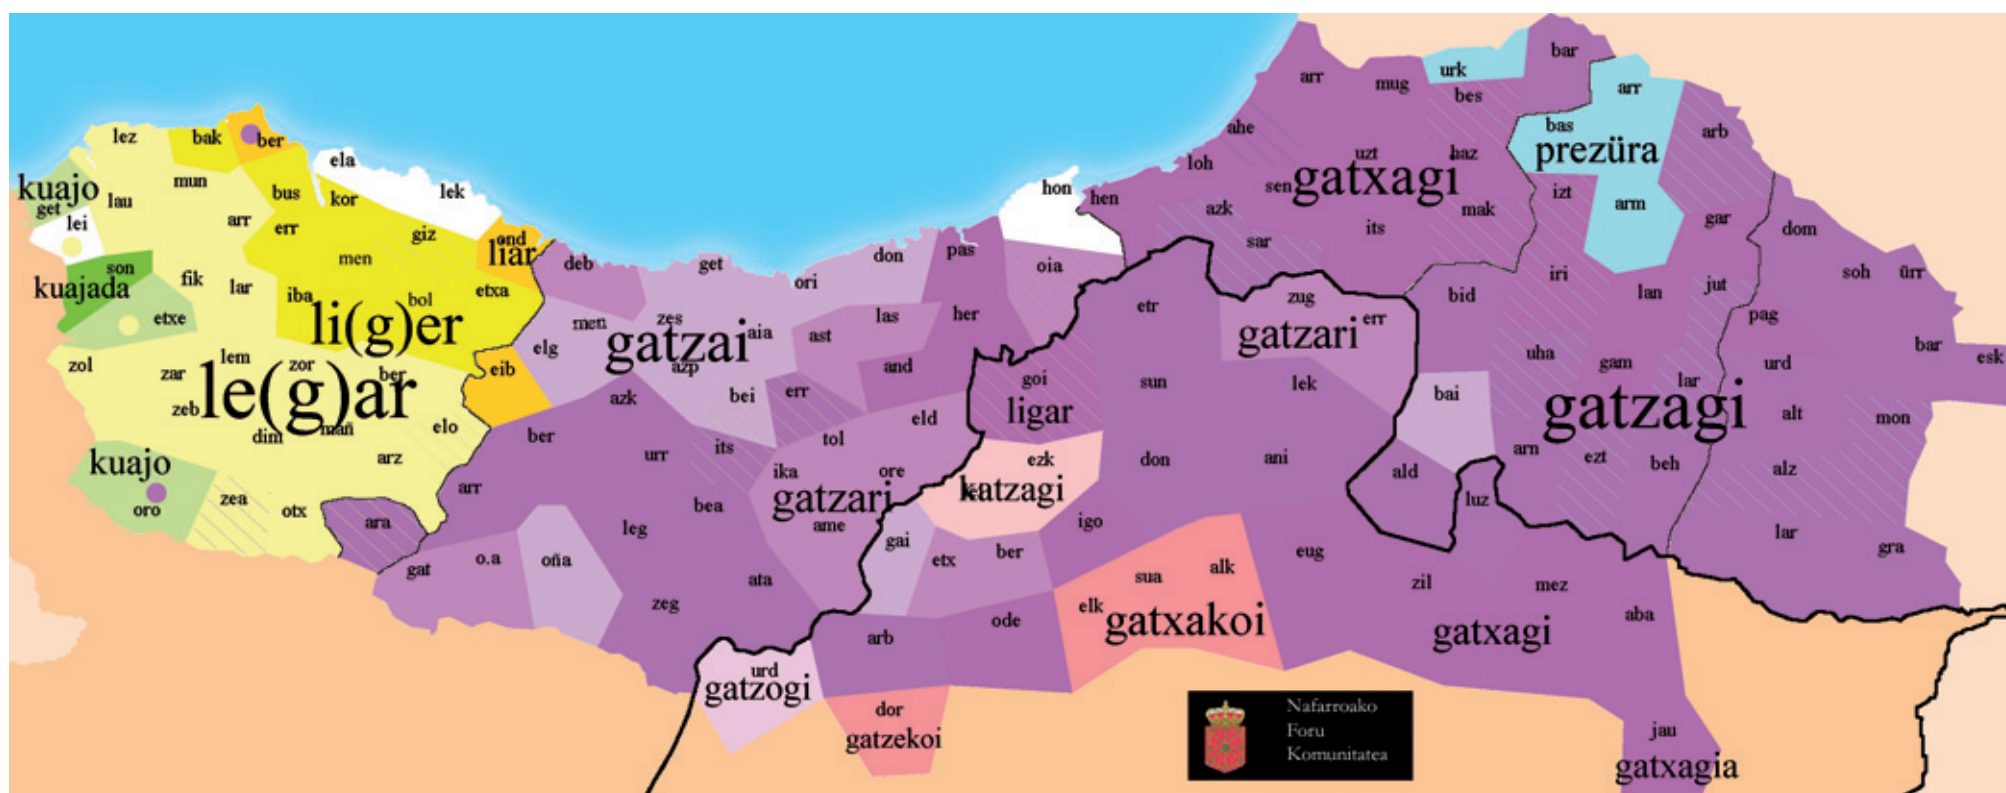 bar
arr
mug
urk
bes
arr
lez
bak
ber
ahe
bas
arb
ela
loh
uzt
haz
prezüra
kuajo
get
mun
lek
hon
hen
sen
gatxagi
izt
lau
bus
kor
azk
mak
arm
lei
arr
err
giz
ond
liar
sar
its
gar
dom
son
kuajada
fik
lar
men
deb
get
don
pas
oia
iri
lan
jut
soh
ürr
iba
bol
etxa
ori
zug
bid
etxe
li(g)er
men
zes
aia
gatzai
las
her
etr
err
gatzari
pag
zol
zar
lem
zor
ber
elg
azp
ast
and
uha
gam
urd
bar
esk
eib
goi
sun
lek
lar
zeb
le(g)ar
azk
bei
err
ligar
bai
gatzagi
alt
mon
dim
mañ
elo
ber
eld
kuajo
arz
urr
its
tol
ezk
don
ani
arn
ezt
beh
alz
oro
zea
otx
arr
ika
ore
gatzari
katzagi
ald
luz
ara
leg
bea
ame
gai
igo
lar
gra
gat
o.a
oña
ata
etx
ber
eug
zil
mez
zeg
sua
alk
elk
gatxakoi
aba
arb
ode
gatxagi
urd
gatzogi
dor
gatzekoi
Nafarroako
Foru
Komunitatea
jau
gatxagia